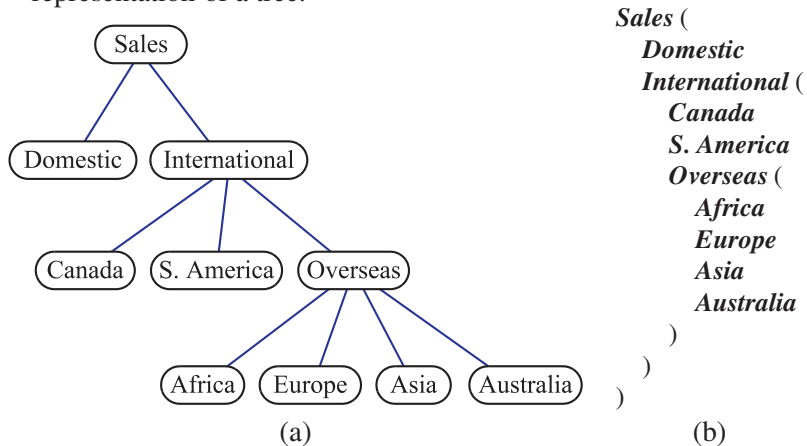 representation of a tree.
Sales
Domestic International
Canada S. America Overseas
Africa Europe Asia Australia
(a)
Sales (
Domestic
International (
Canada
S. America
Overseas (
Africa
Europe
Asia
Australia
)
)
)
(b)